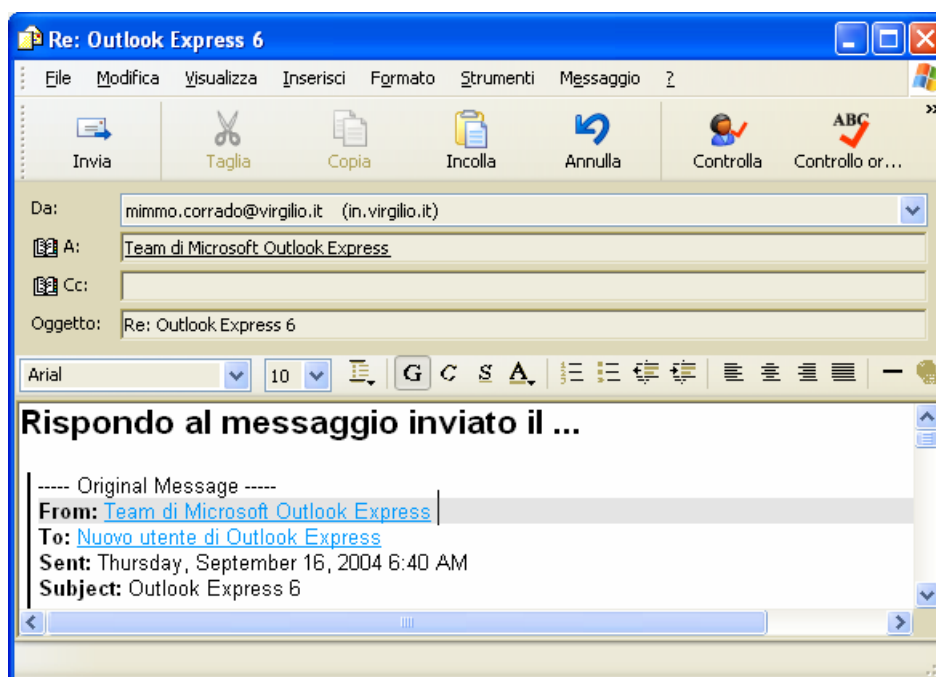 Re: Outlook Express 6
File Modifica Visualizza Inserisci Formato Strumenti Messaggio ?
Invia Taglia Copia Incolla Annulla Controlla ABC Controllo or...
Da: mimmo.corrado@virgilio.it (in.virgilio.it)
A: Team di Microsoft Outlook Express
Cc:
Oggetto: Re: Outlook Express 6
Arial 10 G C S A
Rispondo al messaggio inviato il ...
----- Original Message -----
From: Team di Microsoft Outlook Express
To: Nuovo utente di Outlook Express
Sent: Thursday, September 16, 2004 6:40 AM
Subject: Outlook Express 6